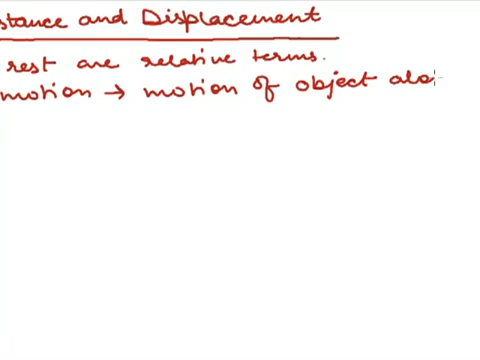 stance and Displacement
rest are relative terms.
motion → motion of object alo